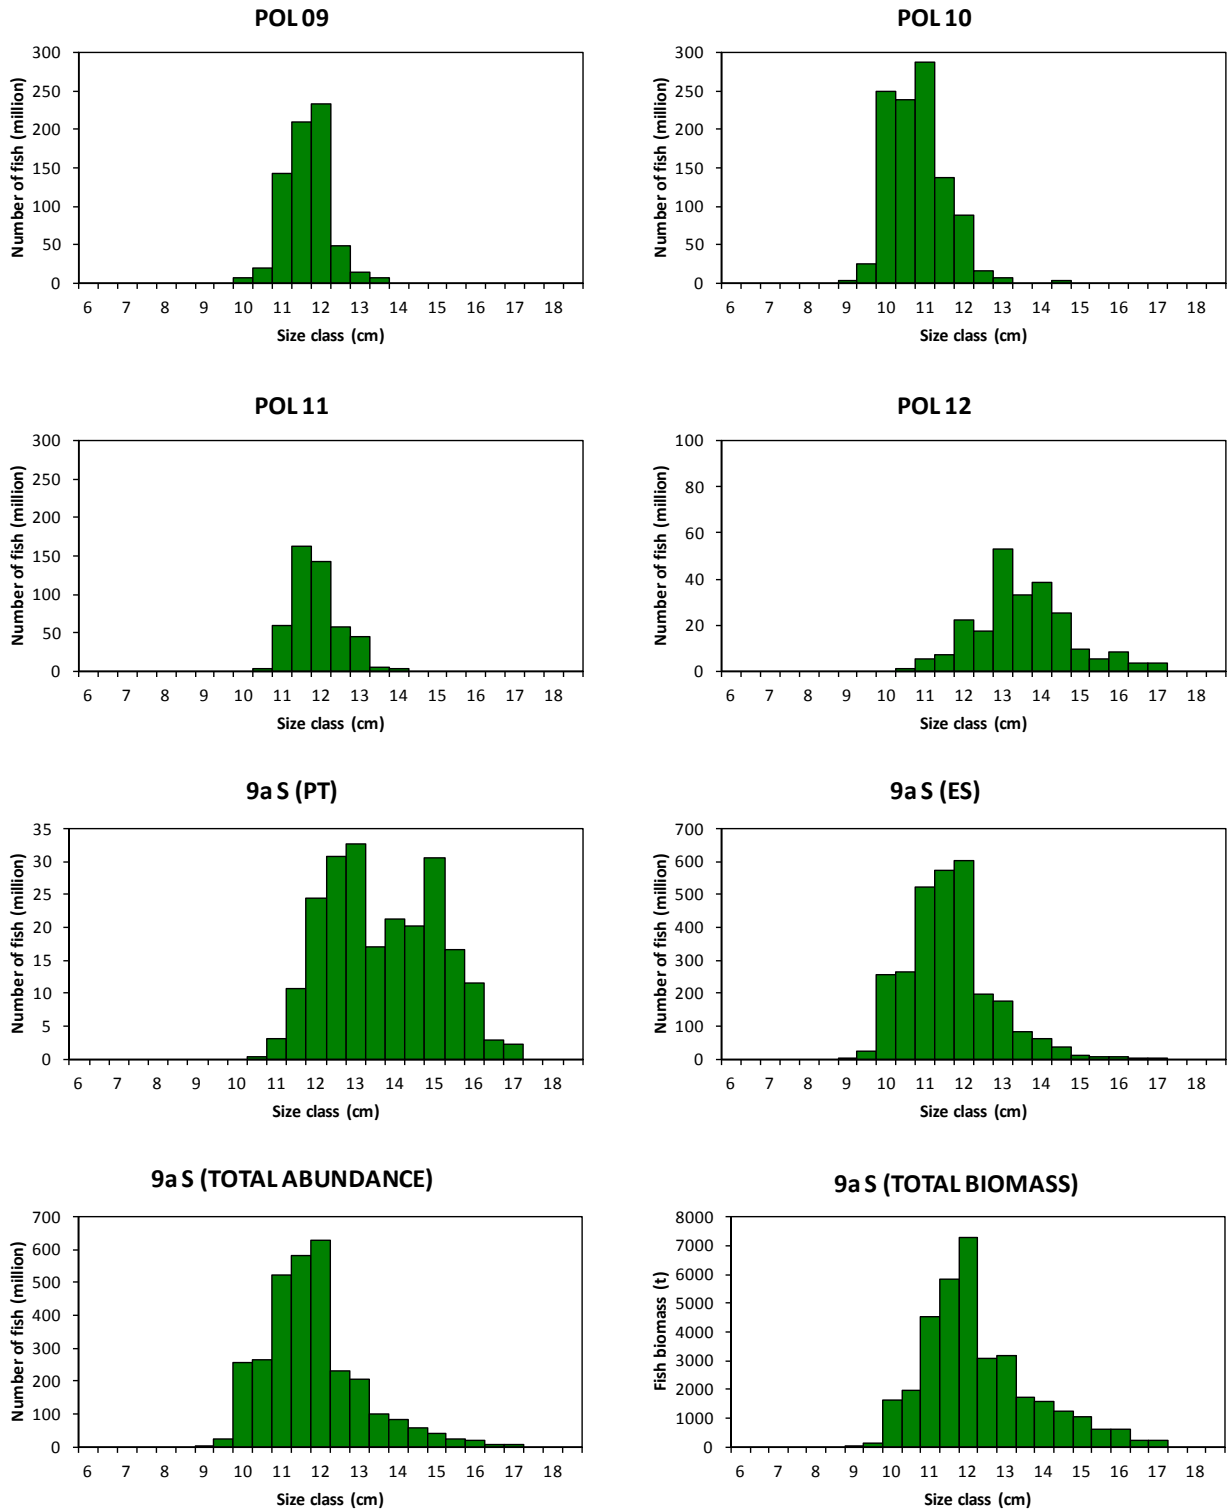 POL 09
300
250
200
150
100
50
0
Number of fish (million)
6 7 8 9 10 11 12 13 14 15 16 17 18
Size class (cm)
POL 10
300
250
200
150
100
50
0
Number of fish (million)
6 7 8 9 10 11 12 13 14 15 16 17 18
Size class (cm)
POL 11
300
250
200
150
100
50
0
Number of fish (million)
6 7 8 9 10 11 12 13 14 15 16 17 18
Size class (cm)
POL 12
100
80
60
40
20
0
Number of fish (million)
6 7 8 9 10 11 12 13 14 15 16 17 18
Size class (cm)
9a S (PT)
35
30
25
20
15
10
5
0
Number of fish (million)
6 7 8 9 10 11 12 13 14 15 16 17 18
Size class (cm)
9a S (ES)
700
600
500
400
300
200
100
0
Number of fish (million)
6 7 8 9 10 11 12 13 14 15 16 17 18
Size class (cm)
9a S (TOTAL ABUNDANCE)
700
600
500
400
300
200
100
0
Number of fish (million)
6 7 8 9 10 11 12 13 14 15 16 17 18
Size class (cm)
9a S (TOTAL BIOMASS)
8000
7000
6000
5000
4000
3000
2000
1000
0
Fish biomass (t)
6 7 8 9 10 11 12 13 14 15 16 17 18
Size class (cm)